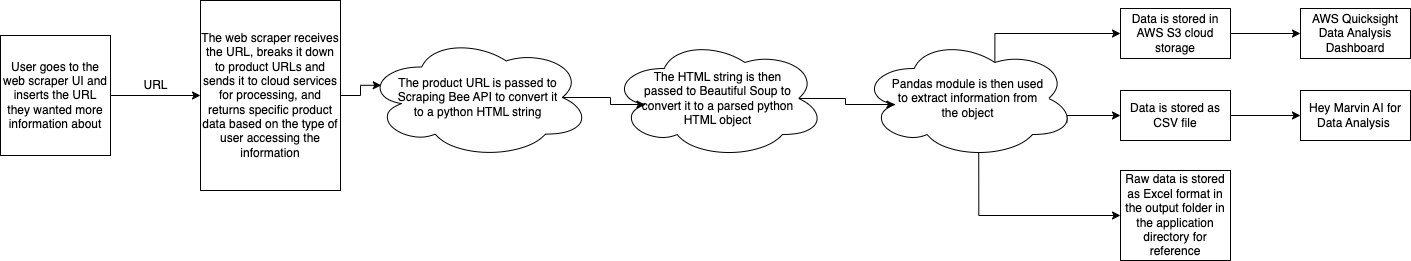 User goes to the
web scraper UI and
inserts the URL
they wanted more
information about
URL
The web scraper receives
the URL, breaks it down
to product URLs and
sends it to cloud services
for processing, and
returns specific product
data based on the type of
user accessing the
information
The product URL is passed to
Scraping Bee API to convert it
to a python HTML string
The HTML string is then
passed to Beautiful Soup to
convert it to a parsed python
HTML object
Pandas module is then used
to extract information from
the object
Data is stored in
AWS S3 cloud
storage
AWS Quicksight
Data Analysis
Dashboard
Data is stored as
CSV file
Hey Marvin AI for
Data Analysis
Raw data is stored
as Excel format in
the output folder in
the application
directory for
reference